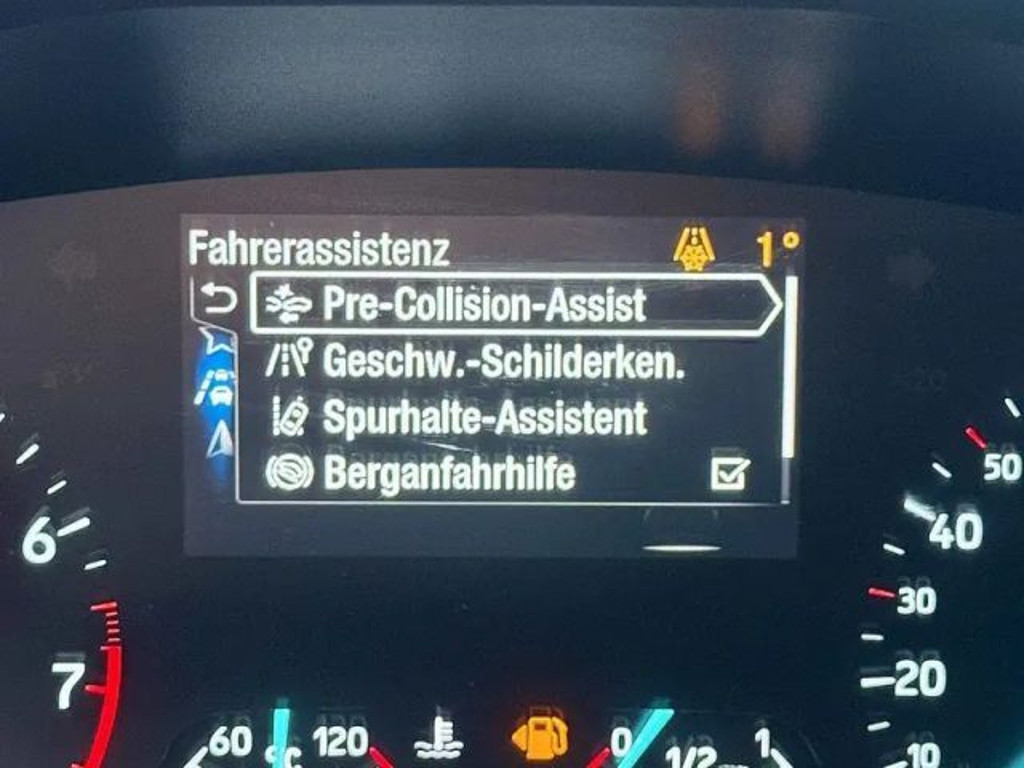 Fahrerassistenz 1°
Pre-Collision-Assist
Geschw.-Schilderken.
Spurhalte-Assistent
Berganfahrhilfe
6
7
50
40
30
20
10
60 °C 120
0 1/2 1